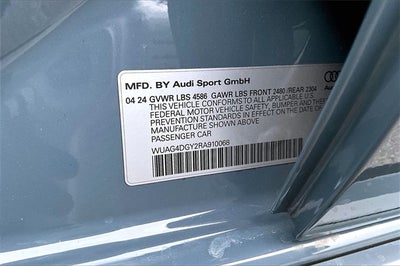 MFD. BY Audi Sport GmbH
04 24 GVWR LBS 4586 GAWR LBS FRONT 2480 /REAR 2304
THIS VEHICLE CONFORMS TO ALL APPLICABLE U.S.
FEDERAL MOTOR VEHICLE SAFETY, BUMPER AND THEFT
PREVENTION STANDARDS IN EFFECT ON THE DATE OF
MANUFACTURE SHOWN ABOVE
PASSENGER CAR
WUAG4DGY2RA910068